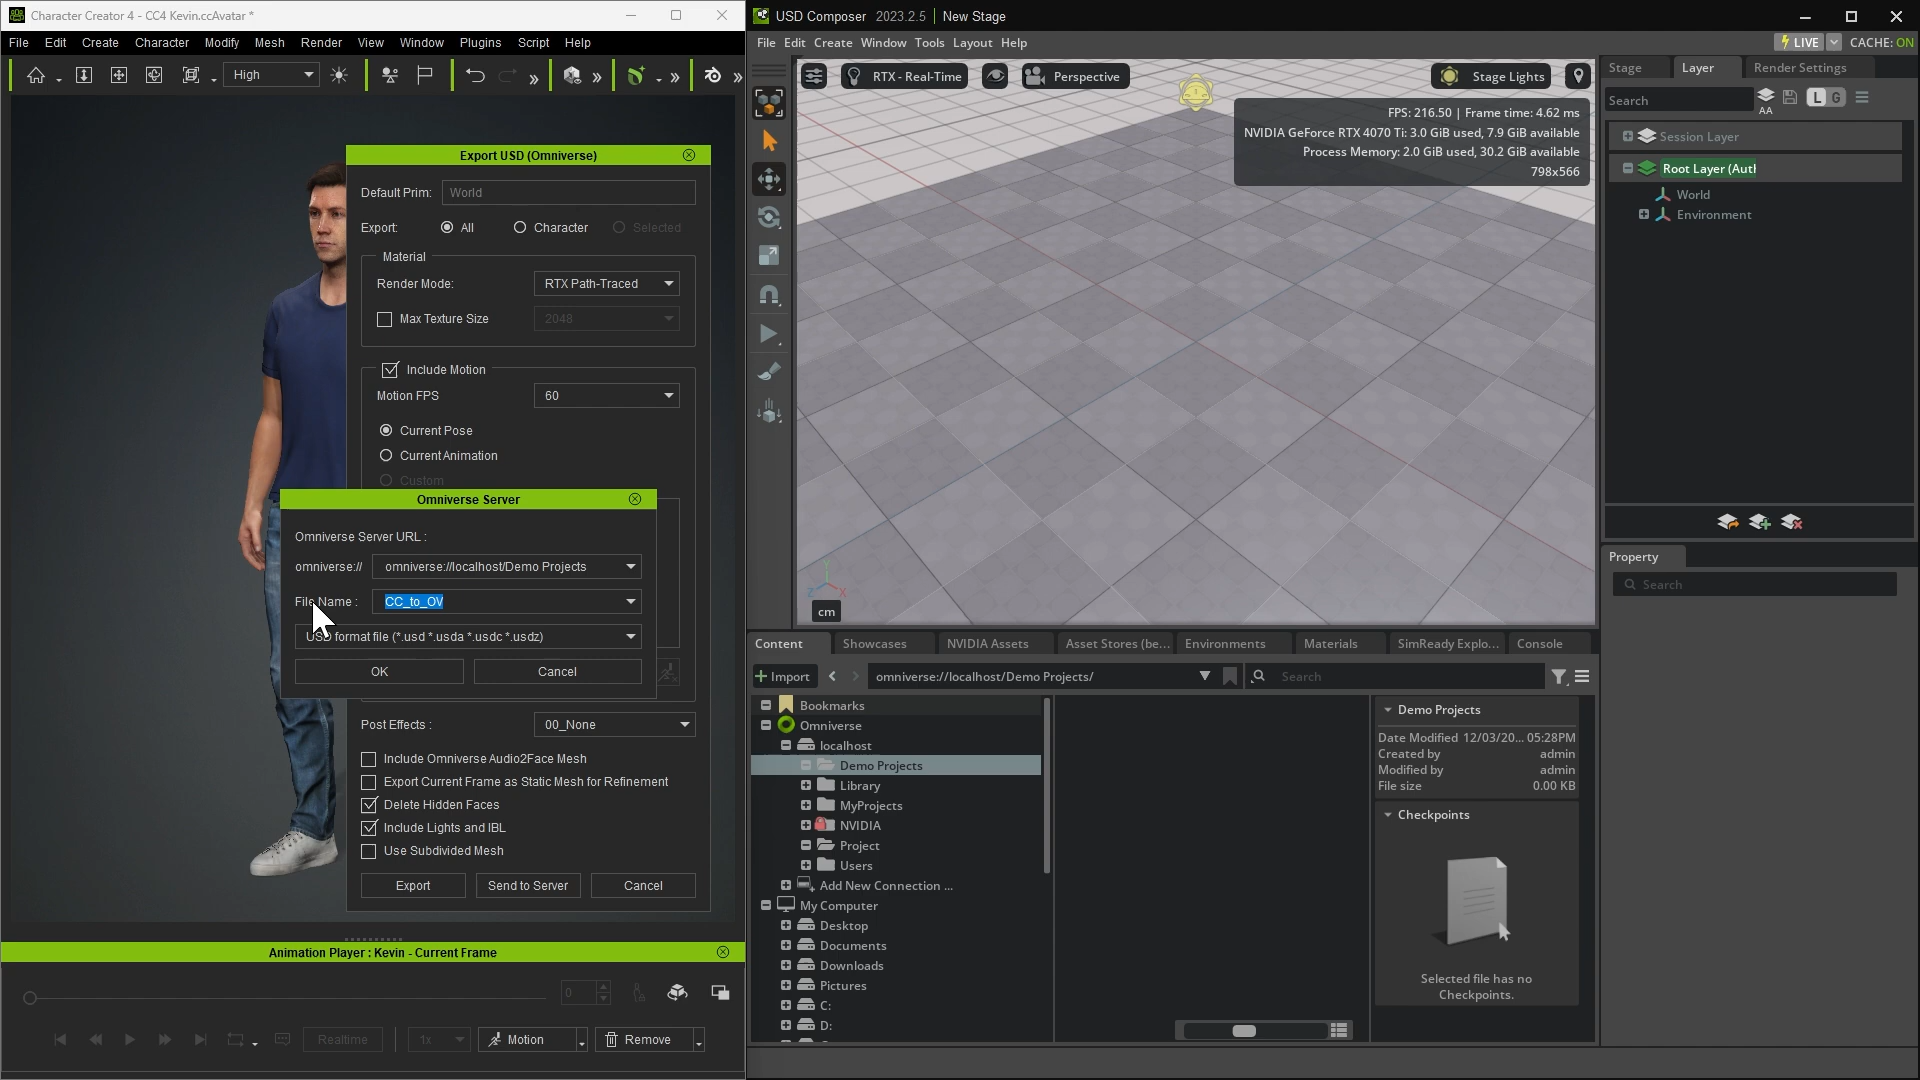 Character Creator 4 - CC4 Kevin.ccAvatar *
File Edit Create Character Modify Mesh Render View Window Plugins Script Help
High
Export USD (Omniverse)
Default Prim: World
Export: All Character Selected
Material
Render Mode: RTX Path-Traced
Max Texture Size 2048
Include Motion
Motion FPS 60
Current Pose
Current Animation
Custom
Omniverse Server
Omniverse Server URL :
omniverse:// omniverse://localhost/Demo Projects
File Name : CC_to_OV
USD format file (*.usd *.usda *.usdc *.usdz)
OK Cancel
Post Effects : 00_None
Include Omniverse Audio2Face Mesh
Export Current Frame as Static Mesh for Refinement
Delete Hidden Faces
Include Lights and IBL
Use Subdivided Mesh
Export Send to Server Cancel
Animation Player : Kevin - Current Frame
0
Realtime 1x Motion Remove
USD Composer 2023.2.5 New Stage
File Edit Create Window Tools Layout Help
LIVE CACHE: ON
RTX - Real-Time Perspective Stage Lights
FPS: 216.50 | Frame time: 4.62 ms
NVIDIA GeForce RTX 4070 Ti: 3.0 GiB used, 7.9 GiB available
Process Memory: 2.0 GiB used, 30.2 GiB available
798x566
Y
Z X
cm
Stage Layer Render Settings
Search AA L G
Session Layer
Root Layer (Auth
World
Environment
Property
Search
Content Showcases NVIDIA Assets Asset Stores (be... Environments Materials SimReady Explo... Console
Import omniverse://localhost/Demo Projects/ Search
Bookmarks
Omniverse
localhost
Demo Projects
Library
MyProjects
NVIDIA
Project
Users
Add New Connection ...
My Computer
Desktop
Documents
Downloads
Pictures
C:
D:
Demo Projects
Date Modified 12/03/20... 05:28PM
Created by admin
Modified by admin
File size 0.00 KB
Checkpoints
Selected file has no
Checkpoints.